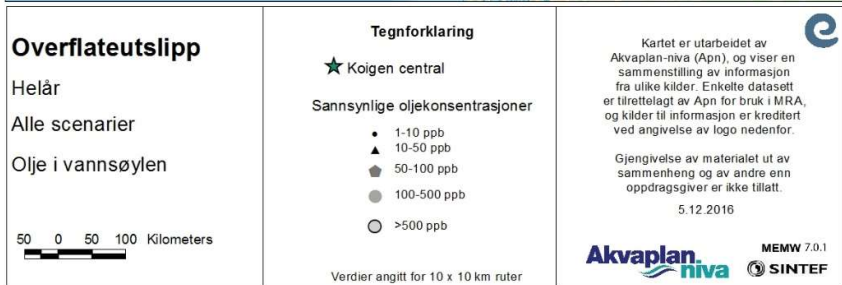 Overflateutslipp
Helår
Alle scenarier
Olje i vannsøylen
50 0 50 100 Kilometers
Tegnforklaring
Koigen central
Sannsynlige oljekonsentrasjoner
1-10 ppb
10-50 ppb
50-100 ppb
100-500 ppb
>500 ppb
Verdier angitt for 10 x 10 km ruter
Kartet er utarbeidet av
Akvaplan-niva (Apn), og viser en
sammenstilling av informasjon
fra ulike kilder. Enkelte datasett
er tilrettelagt av Apn for bruk i MRA,
og kilder til informasjon er kreditert
ved angivelse av logo nedenfor.
Gjengivelse av materialet ut av
sammenheng og av andre enn
oppdragsgiver er ikke tillatt.
5.12.2016
Akvaplan
niva
MEMW 7.0.1
SINTEF